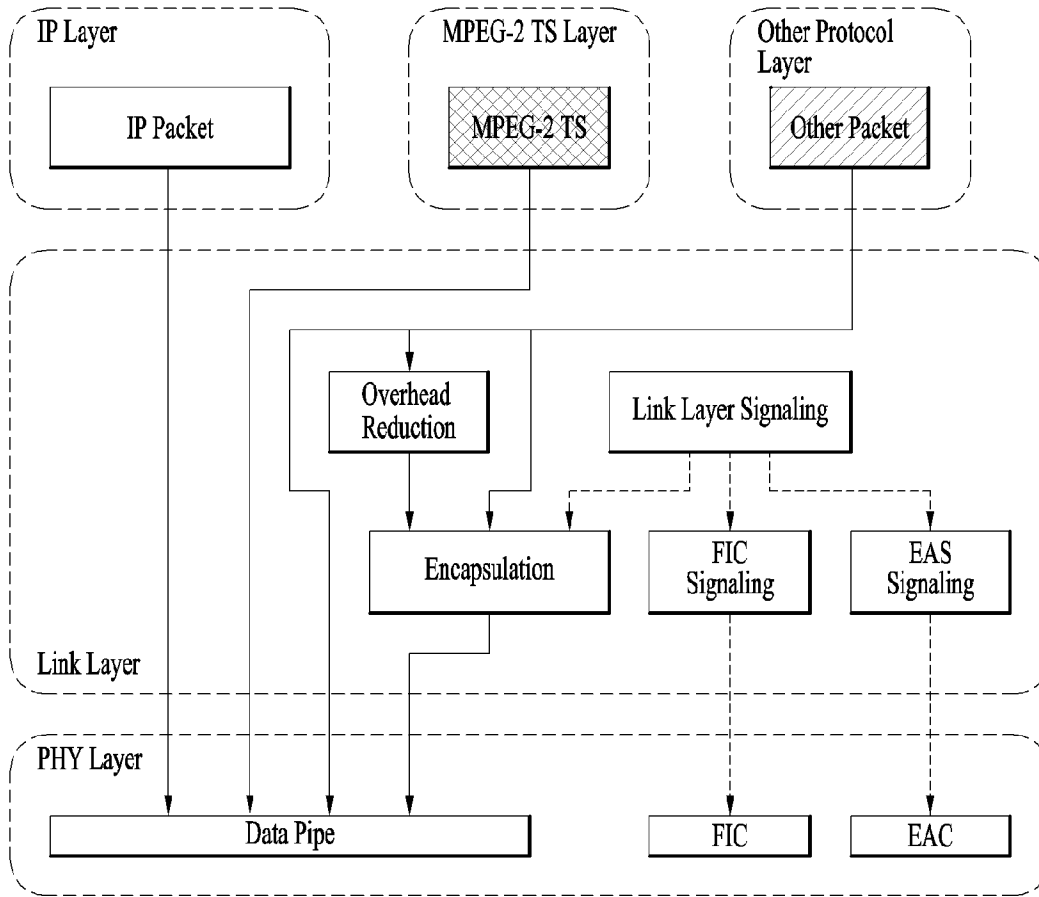 IP Layer
IP Packet
MPEG-2 TS Layer
MPEG-2 TS
Other Protocol
Layer
Other Packet
Overhead
Reduction
Link Layer Signaling
Encapsulation
FIC
Signaling
EAS
Signaling
Link Layer
PHY Layer
Data Pipe
FIC
EAC